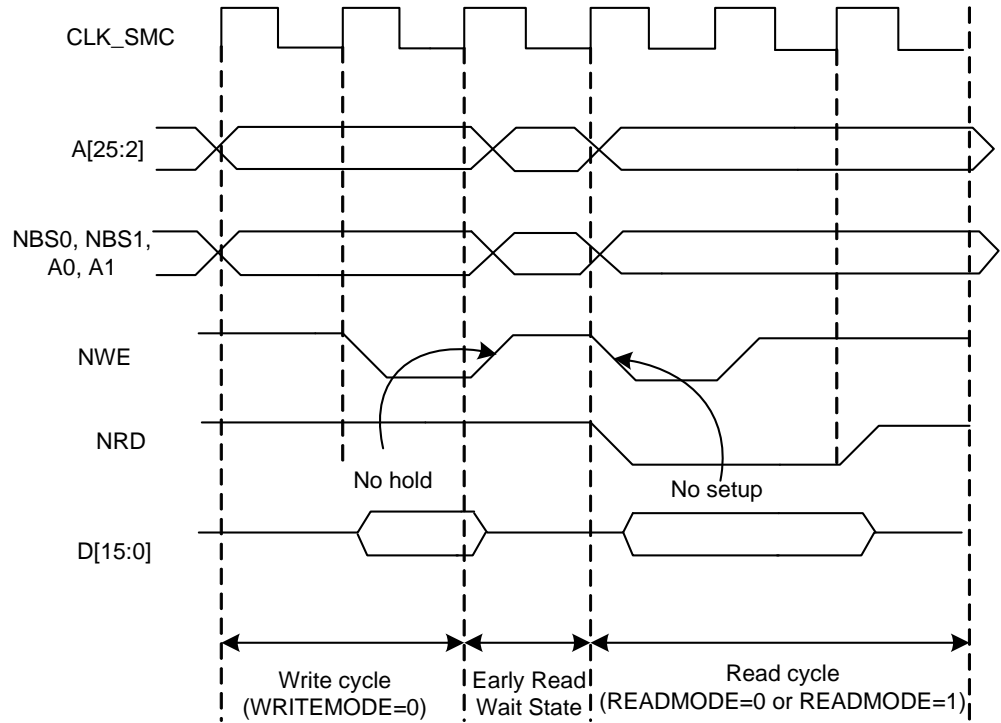 CLK_SMC
A[25:2]
NBS0, NBS1,
A0, A1
NWE
NRD
No hold
No setup
D[15:0]
Write cycle
(WRITEMODE=0)
Early Read
Wait State
Read cycle
(READMODE=0 or READMODE=1)